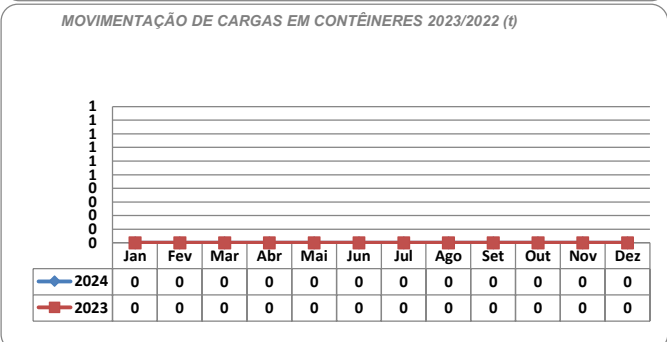 MOVIMENTAÇÃO DE CARGAS EM CONTÊINERES 2023/2022 (t)
1
1
1
1
1
1
0
0
0
0
0
Jan Fev Mar Abr Mai Jun Jul Ago Set Out Nov Dez
2024 0 0 0 0 0 0 0 0 0 0 0 0
2023 0 0 0 0 0 0 0 0 0 0 0 0